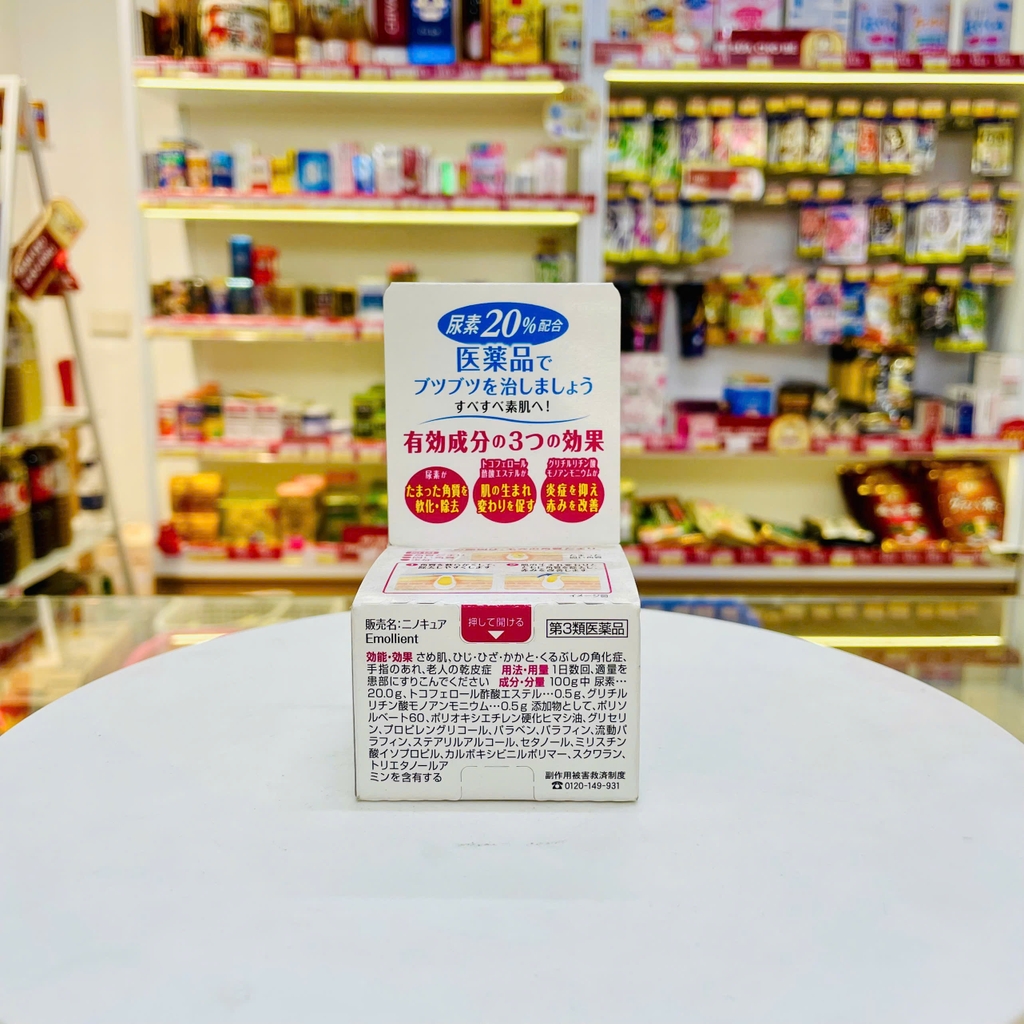 尿素20%配合
医薬品で
ブツブツを治しましょう
すべすべ素肌へ!
有効成分の3つの効果
尿素が
たまった角質を
軟化・除去
トコフェロール
酢酸エステルが
肌の生まれ
変わりを促す
グリチルリチン酸
モノアンモニウムが
炎症を抑え
赤みを改善
販売名:ニノキュア
Emollient
押して開ける
第3類医薬品
効能・効果 さめ肌、ひじ・ひざ・かかと・くるぶしの角化症、
手指のあれ、老人の乾皮症 用法・用量 1日数回、適量を
患部にすりこんでください 成分・分量 100g中 尿素…
20.0g、トコフェロール酢酸エステル…0.5g、グリチル
リチン酸モノアンモニウム…0.5g 添加物として、ポリソ
ルベート60、ポリオキシエチレン硬化ヒマシ油、グリセリ
ン、プロピレングリコール、パラベン、パラフィン、流動パ
ラフィン、ステアリルアルコール、セタノール、ミリスチン
酸イソプロピル、カルボキシビニルポリマー、スクワラン、
トリエタノールア
ミンを含有する
副作用被害救済制度
☎0120-149-931